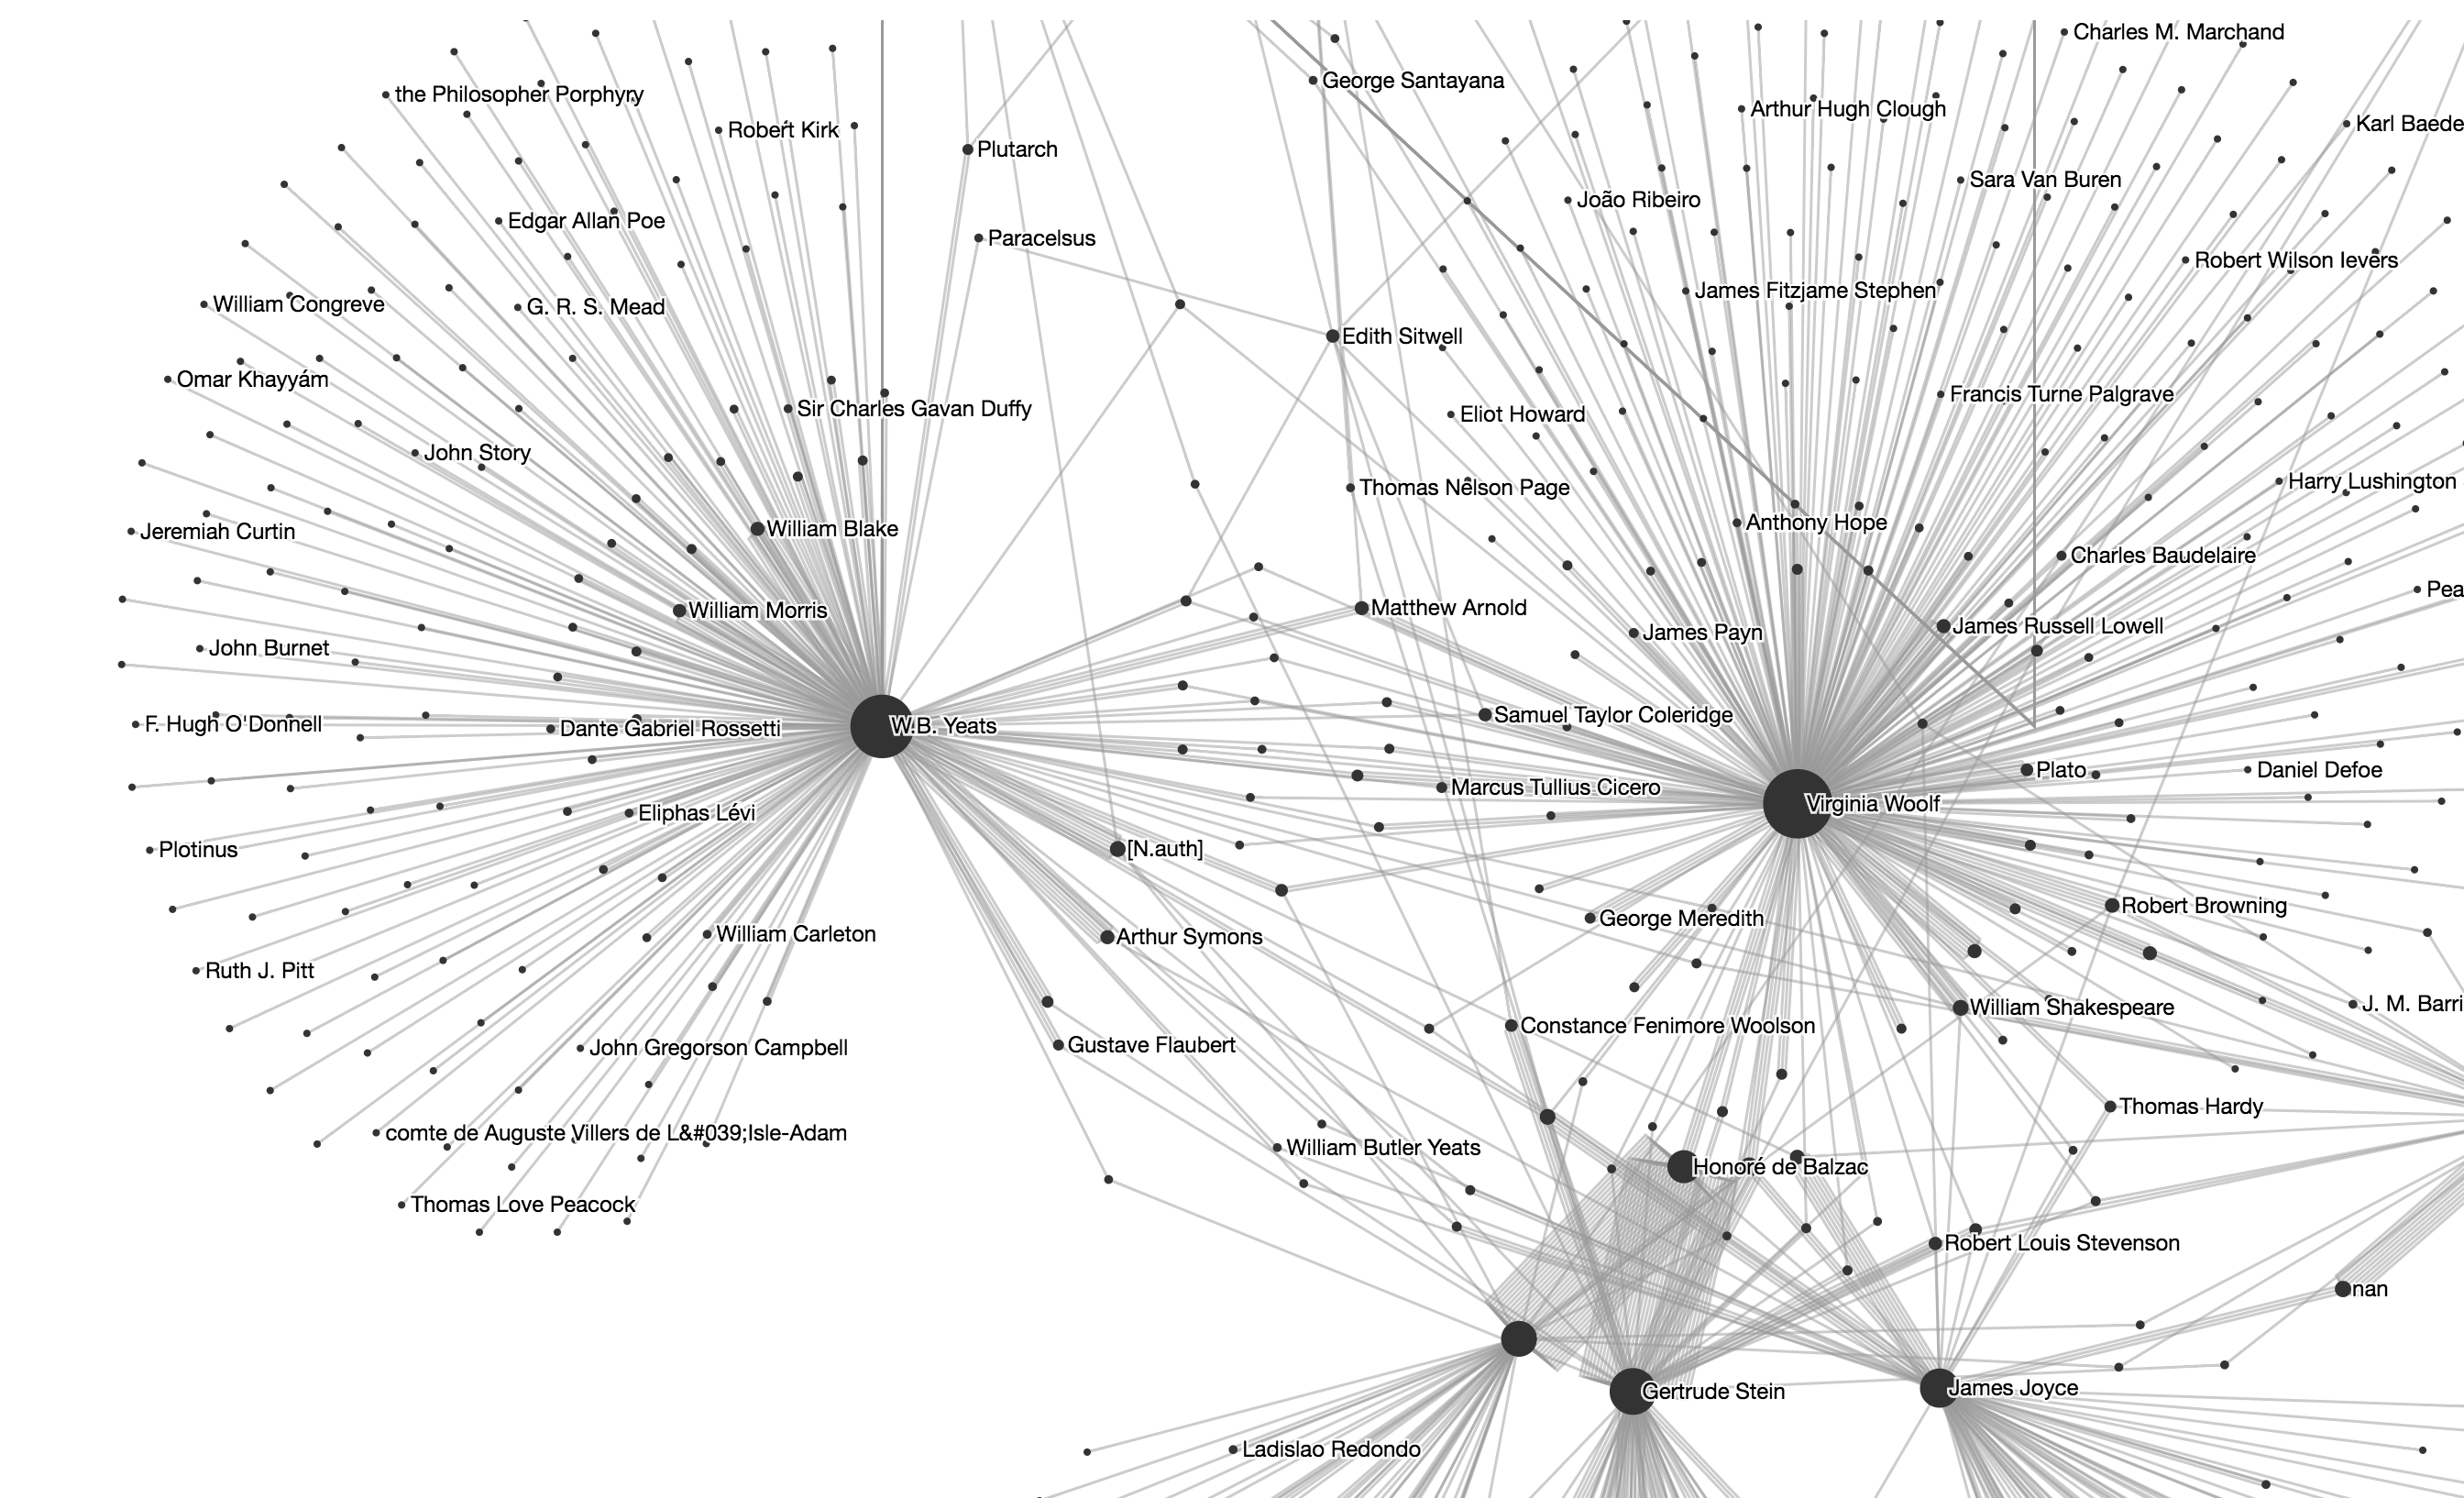 Charles M. Marchand
George Santayana
the Philosopher Porphyry
Arthur Hugh Clough
Karl Baede
Robert Kirk
Plutarch
Sara Van Buren
João Ribeiro
Edgar Allan Poe
Paracelsus
Robert Wilson Ievers
James Fitzjame Stephen
William Congreve
G. R. S. Mead
Edith Sitwell
Omar Khayyám
Francis Turne Palgrave
Sir Charles Gavan Duffy
Eliot Howard
John Story
Harry Lushington
Thomas Nelson Page
Anthony Hope
William Blake
Jeremiah Curtin
Charles Baudelaire
Pea
Matthew Arnold
William Morris
James Russell Lowell
James Payn
John Burnet
Samuel Taylor Coleridge
F. Hugh O'Donnell
W.B. Yeats
Dante Gabriel Rossetti
Plato
Daniel Defoe
Marcus Tullius Cicero
Virginia Woolf
Eliphas Lévi
[N.auth]
Plotinus
Robert Browning
George Meredith
William Carleton
Arthur Symons
Ruth J. Pitt
J. M. Barri
William Shakespeare
Constance Fenimore Woolson
Gustave Flaubert
John Gregorson Campbell
Thomas Hardy
comte de Auguste Villers de L&#039;Isle-Adam
William Butler Yeats
Honoré de Balzac
Thomas Love Peacock
Robert Louis Stevenson
nan
James Joyce
Gertrude Stein
Ladislao Redondo